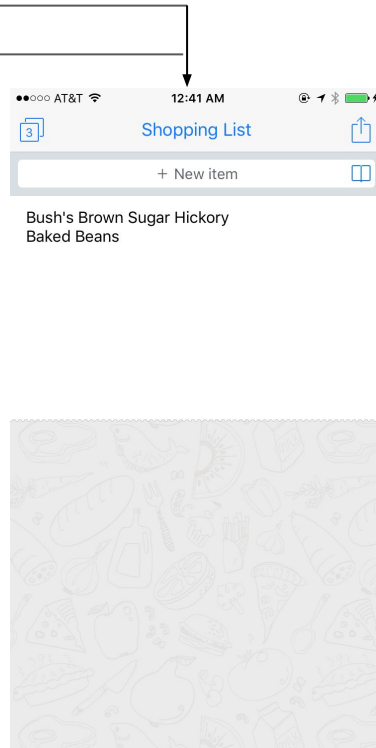 AT&T 12:41 AM
3 Shopping List
+ New item
Bush's Brown Sugar Hickory
Baked Beans